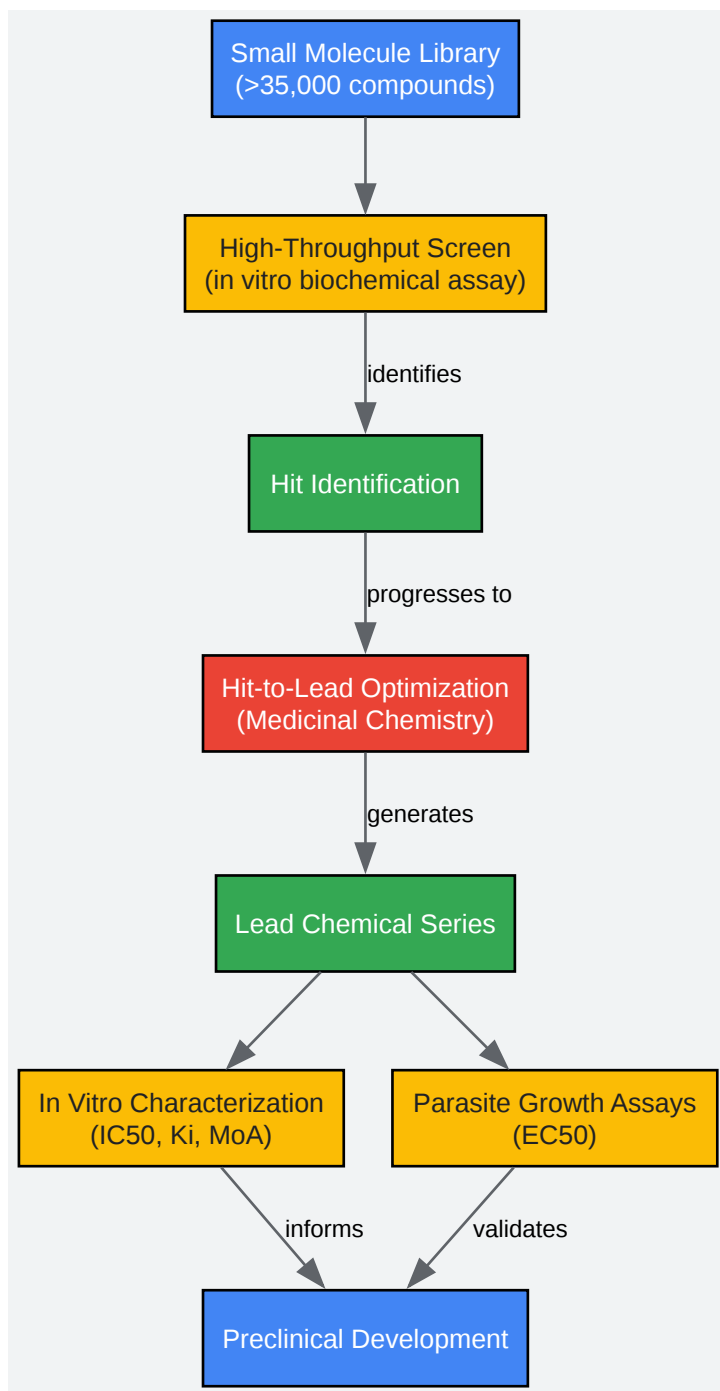 Small Molecule Library
(>35,000 compounds)
High-Throughput Screen
(in vitro biochemical assay)
identifies
Hit Identification
progresses to
Hit-to-Lead Optimization
(Medicinal Chemistry)
generates
Lead Chemical Series
In Vitro Characterization
(IC50, Ki, MoA)
Parasite Growth Assays
(EC50)
informs
validates
Preclinical Development